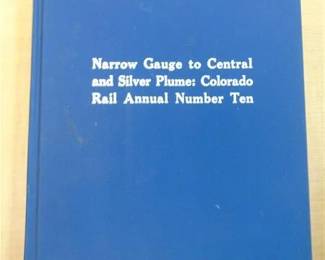 Narrow Gauge to Central
and Silver Plume: Colorado
Rail Annual Number Ten